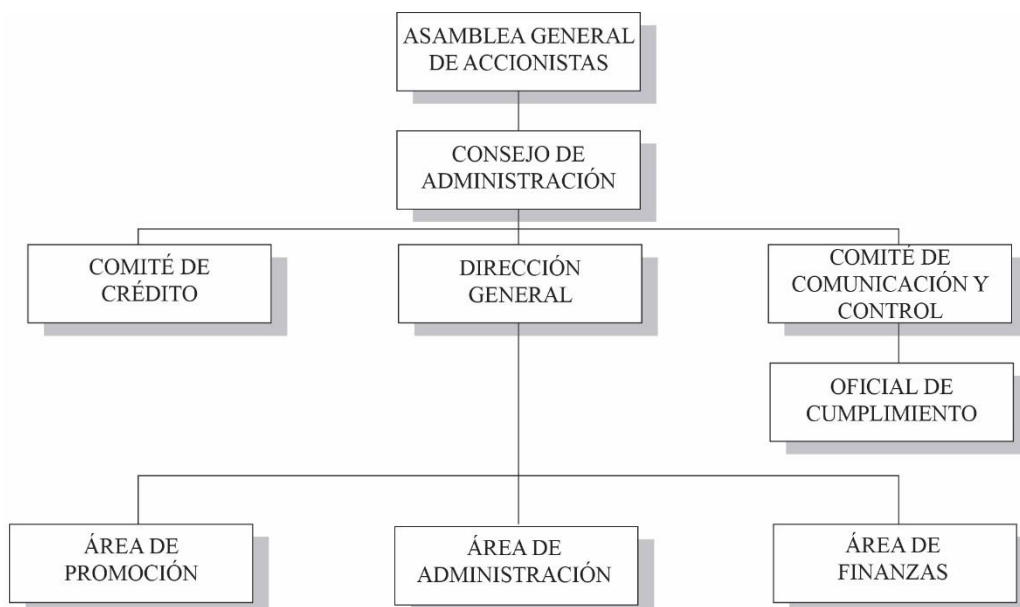 ASAMBLEA GENERAL
DE ACCIONISTAS
CONSEJO DE
ADMINISTRACIÓN
COMITÉ DE
CRÉDITO
DIRECCIÓN
GENERAL
COMITÉ DE
COMUNICACIÓN Y
CONTROL
OFICIAL DE
CUMPLIMIENTO
ÁREA DE
PROMOCIÓN
ÁREA DE
ADMINISTRACIÓN
ÁREA DE
FINANZAS